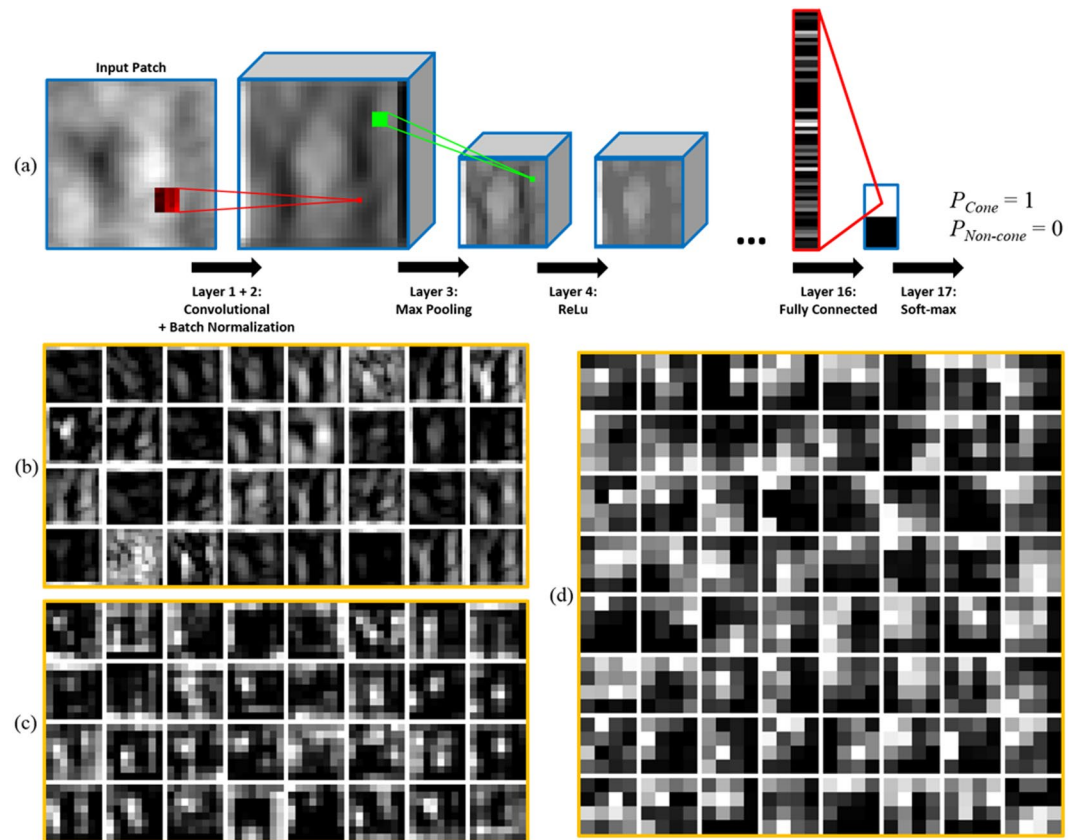 Input Patch
(a)
...
P_Cone = 1
P_Non-cone = 0
Layer 1 + 2:
Convolutional
+ Batch Normalization
Layer 3:
Max Pooling
Layer 4:
ReLu
Layer 16:
Fully Connected
Layer 17:
Soft-max
(b)
(c)
(d)